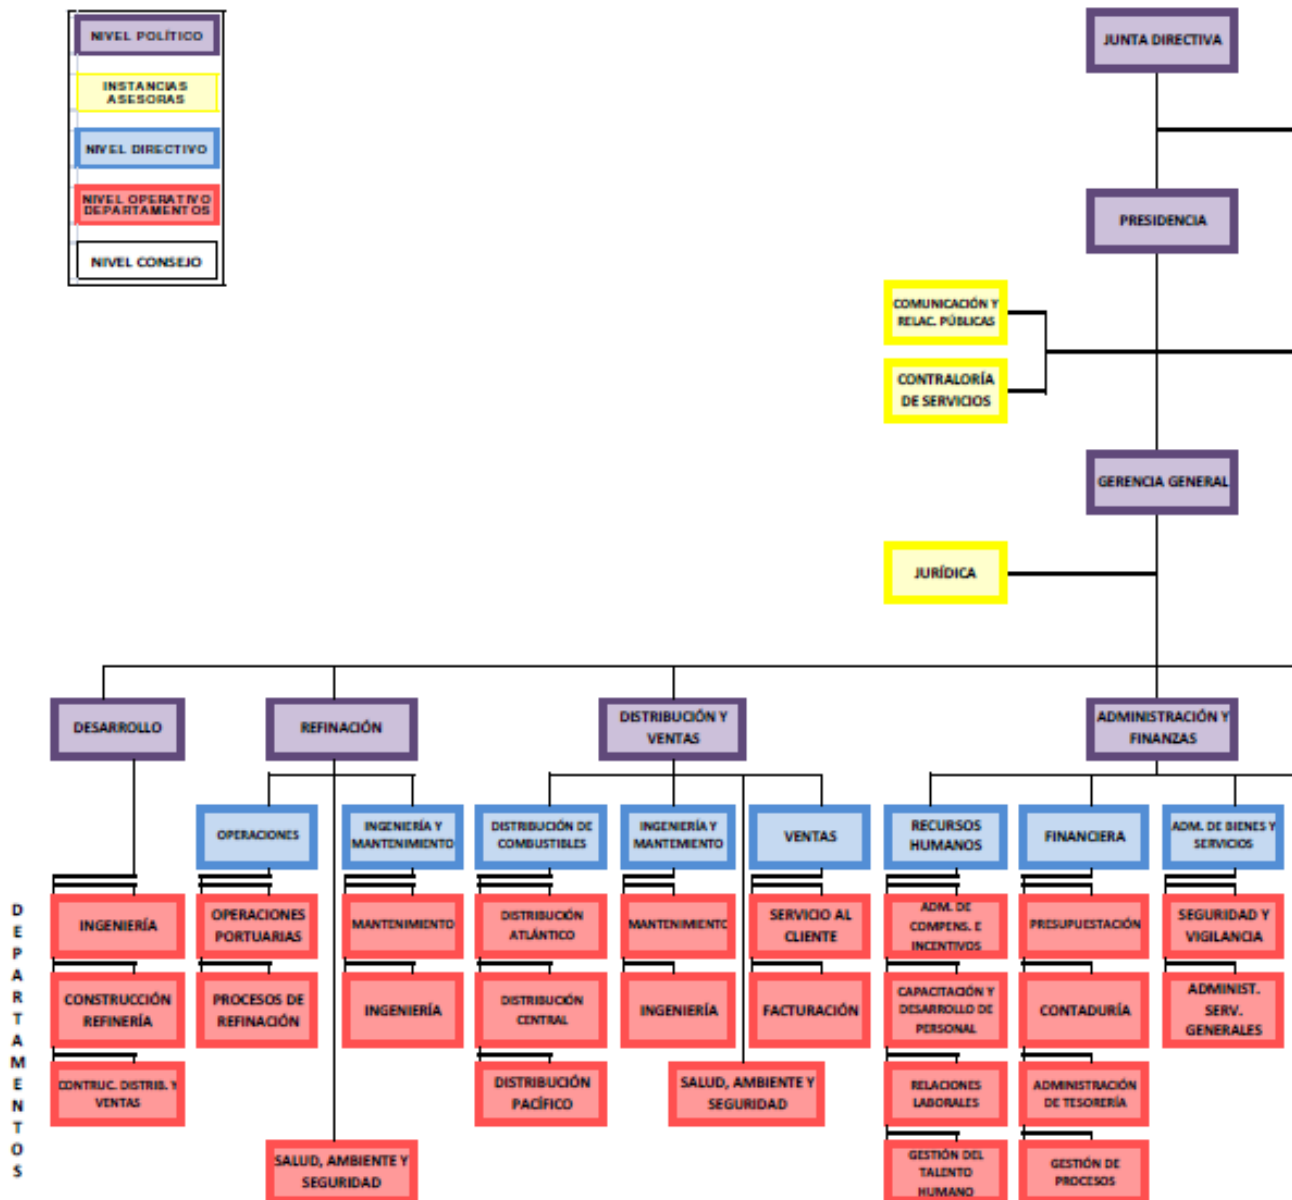 NIVEL POLÍTICO
INSTANCIAS
ASESORAS
NIVEL DIRECTIVO
NIVEL OPERATIVO
DEPARTAMENTOS
NIVEL CONSEJO
JUNTA DIRECTIVA
PRESIDENCIA
COMUNICACIÓN Y
RELAC. PÚBLICAS
CONTRALORÍA
DE SERVICIOS
GERENCIA GENERAL
JURÍDICA
DESARROLLO
REFINACIÓN
DISTRIBUCIÓN Y
VENTAS
ADMINISTRACIÓN Y
FINANZAS
OPERACIONES
INGENIERÍA Y
MANTENIMIENTO
DISTRIBUCIÓN DE
COMBUSTIBLES
INGENIERÍA Y
MANTEMIENTO
VENTAS
RECURSOS
HUMANOS
FINANCIERA
ADM. DE BIENES Y
SERVICIOS
DEPARTAMENTOS
INGENIERÍA
OPERACIONES
PORTUARIAS
MANTENIMIENTO
DISTRIBUCIÓN
ATLÁNTICO
MANTENIMIENTO
SERVICIO AL
CLIENTE
ADM. DE
COMPENS. E
INCENTIVOS
PRESUPUESTACIÓN
SEGURIDAD Y
VIGILANCIA
CONSTRUCCIÓN
REFINERÍA
PROCESOS DE
REFINACIÓN
INGENIERÍA
DISTRIBUCIÓN
CENTRAL
INGENIERÍA
FACTURACIÓN
CAPACITACIÓN Y
DESARROLLO DE
PERSONAL
CONTADURÍA
ADMINIST.
SERV.
GENERALES
CONTRUC. DISTRIB. Y
VENTAS
DISTRIBUCIÓN
PACÍFICO
SALUD, AMBIENTE Y
SEGURIDAD
RELACIONES
LABORALES
ADMINISTRACIÓN
DE TESORERÍA
SALUD, AMBIENTE Y
SEGURIDAD
GESTIÓN DEL
TALENTO
HUMANO
GESTIÓN DE
PROCESOS